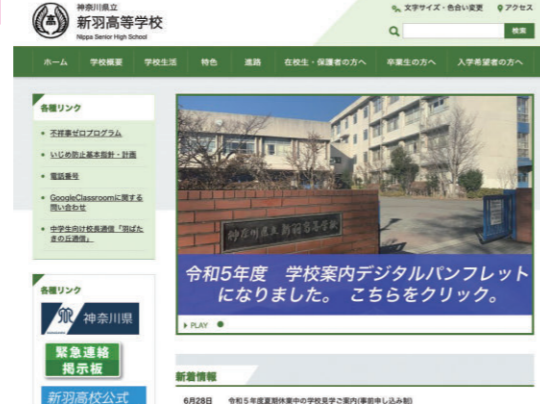 神奈川県立
新羽高等学校
Nippa Senior High School
文字サイズ・色合い変更
アクセス
検索
ホーム
学校概要
学校生活
特色
進路
在校生・保護者の方へ
卒業生の方へ
入学希望者の方へ
各種リンク
不祥事ゼロプログラム
いじめ防止基本指針・計画
電話番号
GoogleClassroomに関する
問い合わせ
中学生向け校長通信「羽ばた
きの丘通信」
神奈川県立新羽高等学校
令和5年度 学校案内デジタルパンフレット
になりました。 こちらをクリック。
PLAY
各種リンク
神奈川県
緊急連絡
掲示板
新羽高校公式
新着情報
6月28日 令和5年度夏期休業中の学校見学ご案内(事前申し込み制)